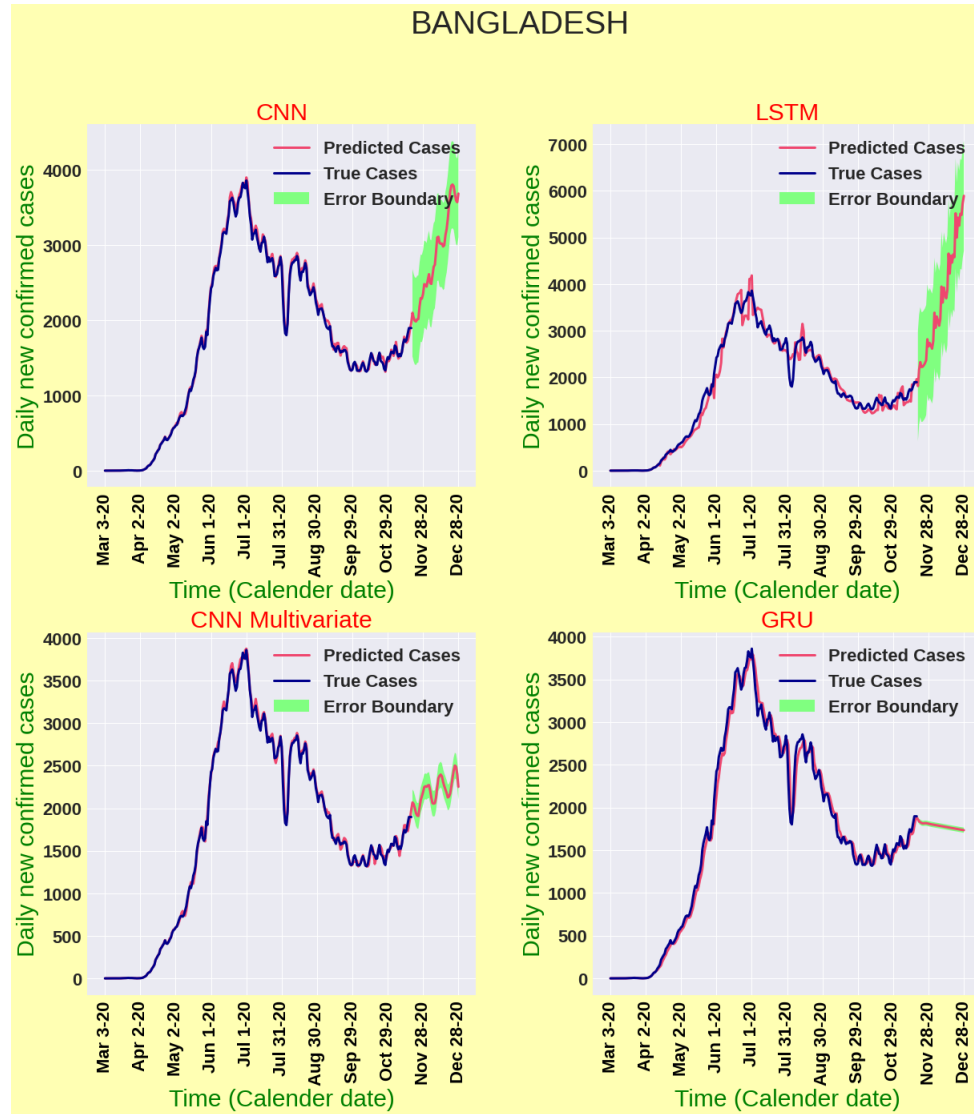 BANGLADESH
CNN
Daily new confirmed cases
4000
3000
2000
1000
0
Predicted Cases
True Cases
Error Boundary
Mar 3-20
Apr 2-20
May 2-20
Jun 1-20
Jul 1-20
Jul 31-20
Aug 30-20
Sep 29-20
Oct 29-20
Nov 28-20
Dec 28-20
Time (Calender date)
LSTM
Daily new confirmed cases
7000
6000
5000
4000
3000
2000
1000
0
Predicted Cases
True Cases
Error Boundary
Mar 3-20
Apr 2-20
May 2-20
Jun 1-20
Jul 1-20
Jul 31-20
Aug 30-20
Sep 29-20
Oct 29-20
Nov 28-20
Dec 28-20
Time (Calender date)
CNN Multivariate
Daily new confirmed cases
4000
3500
3000
2500
2000
1500
1000
500
0
Predicted Cases
True Cases
Error Boundary
Mar 3-20
Apr 2-20
May 2-20
Jun 1-20
Jul 1-20
Jul 31-20
Aug 30-20
Sep 29-20
Oct 29-20
Nov 28-20
Dec 28-20
Time (Calender date)
GRU
Daily new confirmed cases
4000
3500
3000
2500
2000
1500
1000
500
0
Predicted Cases
True Cases
Error Boundary
Mar 3-20
Apr 2-20
May 2-20
Jun 1-20
Jul 1-20
Jul 31-20
Aug 30-20
Sep 29-20
Oct 29-20
Nov 28-20
Dec 28-20
Time (Calender date)